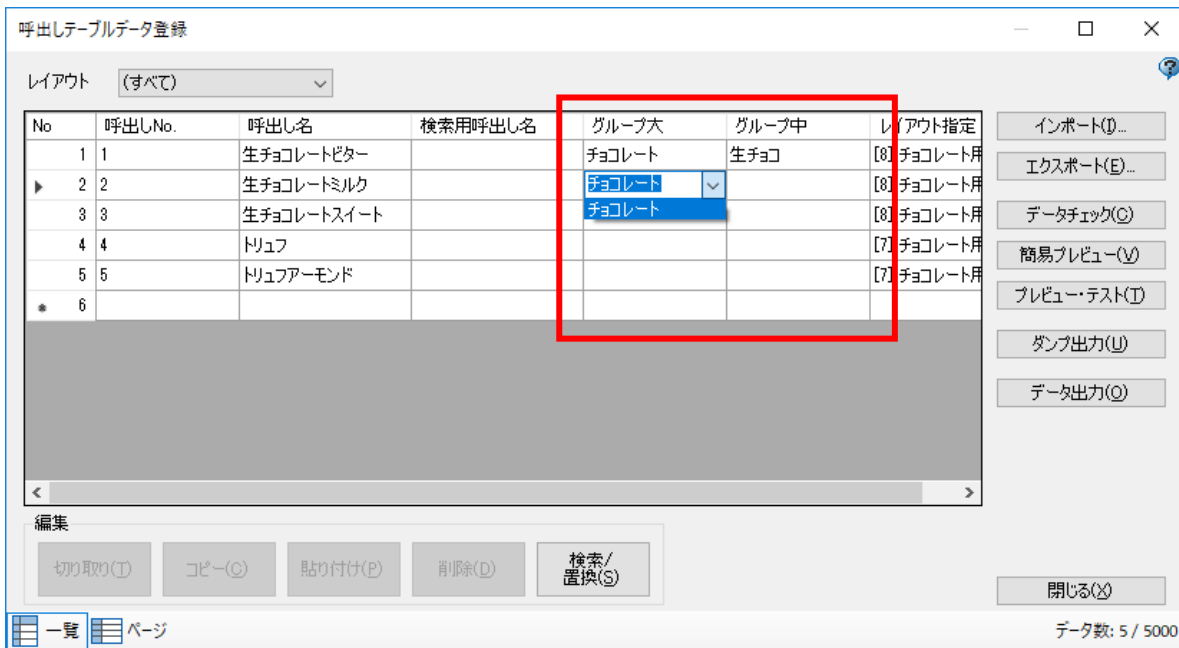 呼出しテーブルデータ登録
レイアウト (すべて)
No 呼出しNo. 呼出し名 検索用呼出し名 グループ大 グループ中 レイアウト指定
1 1 生チョコレートビター チョコレート 生チョコ [8] チョコレート用
2 2 生チョコレートミルク チョコレート [8] チョコレート用
チョコレート
3 3 生チョコレートスイート [8] チョコレート用
4 4 トリュフ [7] チョコレート用
5 5 トリュフアーモンド [7] チョコレート用
6
インポート(I)...
エクスポート(E)...
データチェック(C)
簡易プレビュー(V)
プレビュー・テスト(T)
ダンプ出力(U)
データ出力(O)
編集
切り取り(T) コピー(C) 貼り付け(P) 削除(D) 検索/
置換(S)
閉じる(X)
一覧 ページ データ数: 5 / 5000